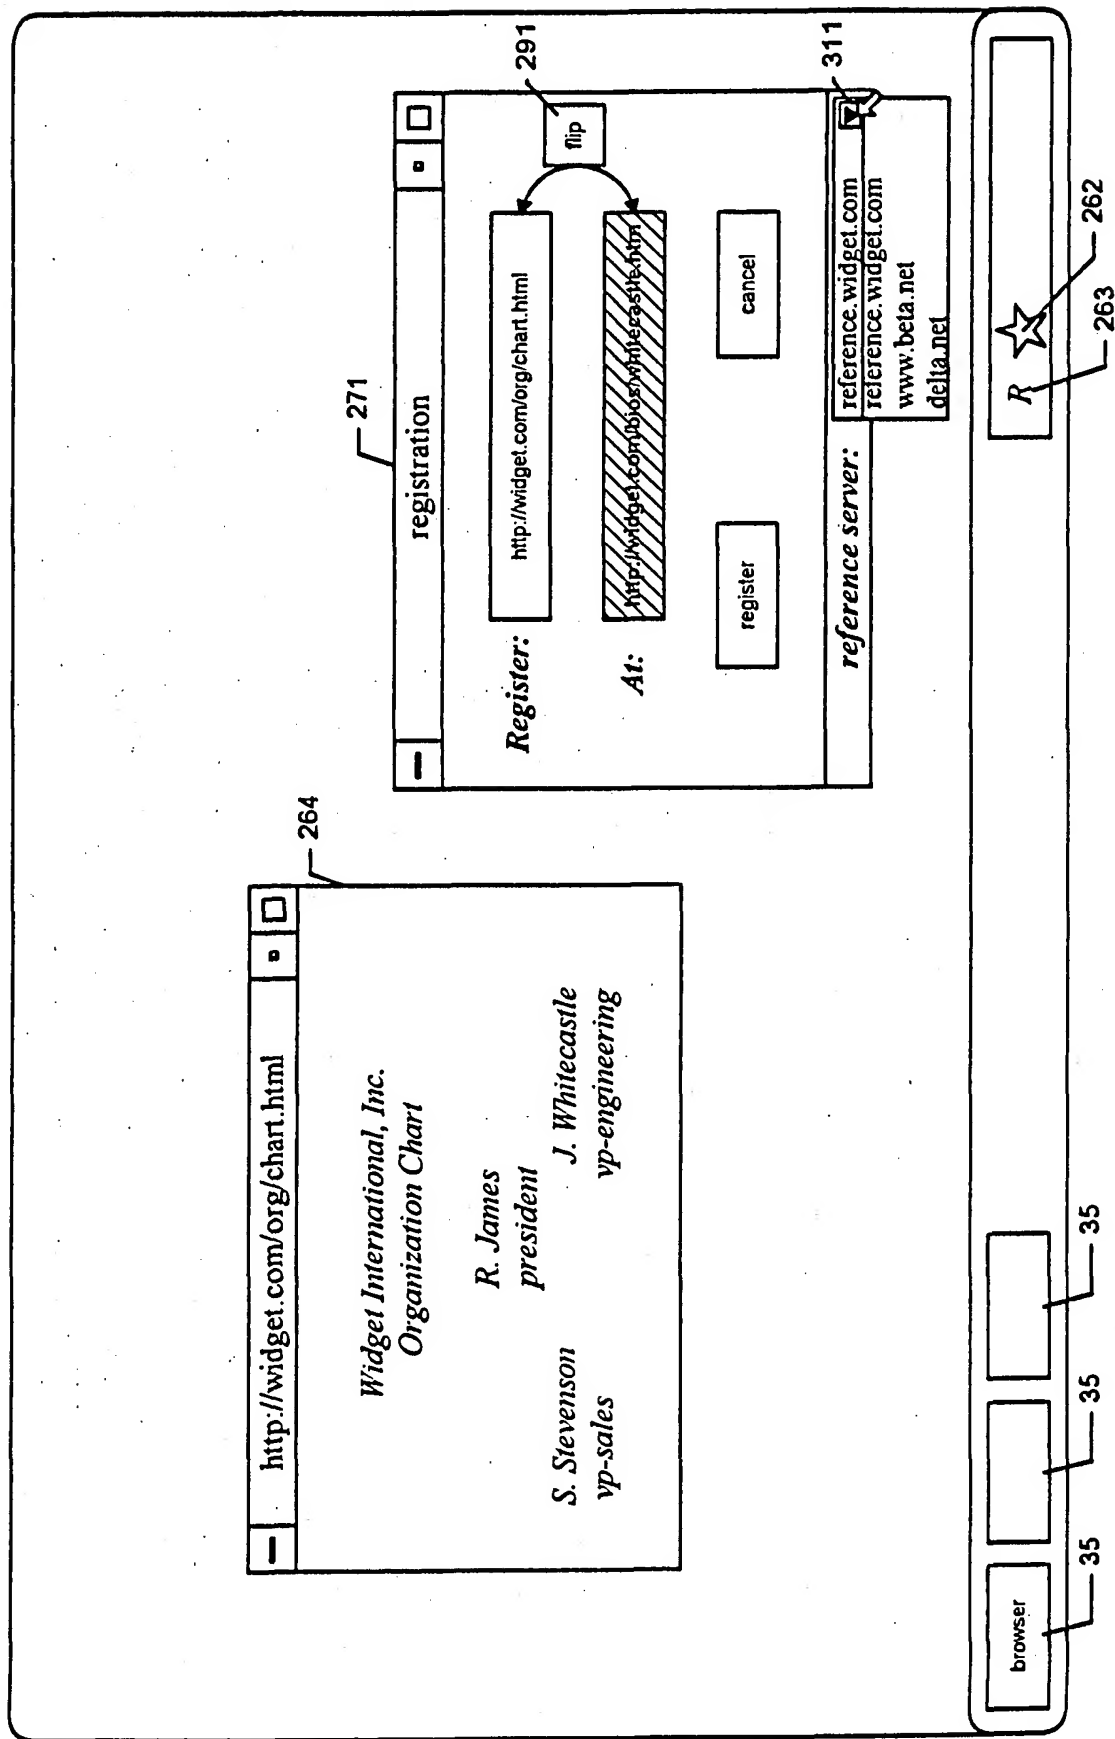 http://widget.com/org/chart.html
264
Widget International, Inc.
Organization Chart
R. James
president
S. Stevenson
vp-sales
J. Whitecastle
vp-engineering
registration
271
Register:
http://widget.com/org/chart.html
flip
291
At:
http://widget.com/bios/whitecastle.htm
register
cancel
reference server:
reference.widget.com
311
reference.widget.com
www.beta.net
delta.net
browser
35
35
35
R
263
262